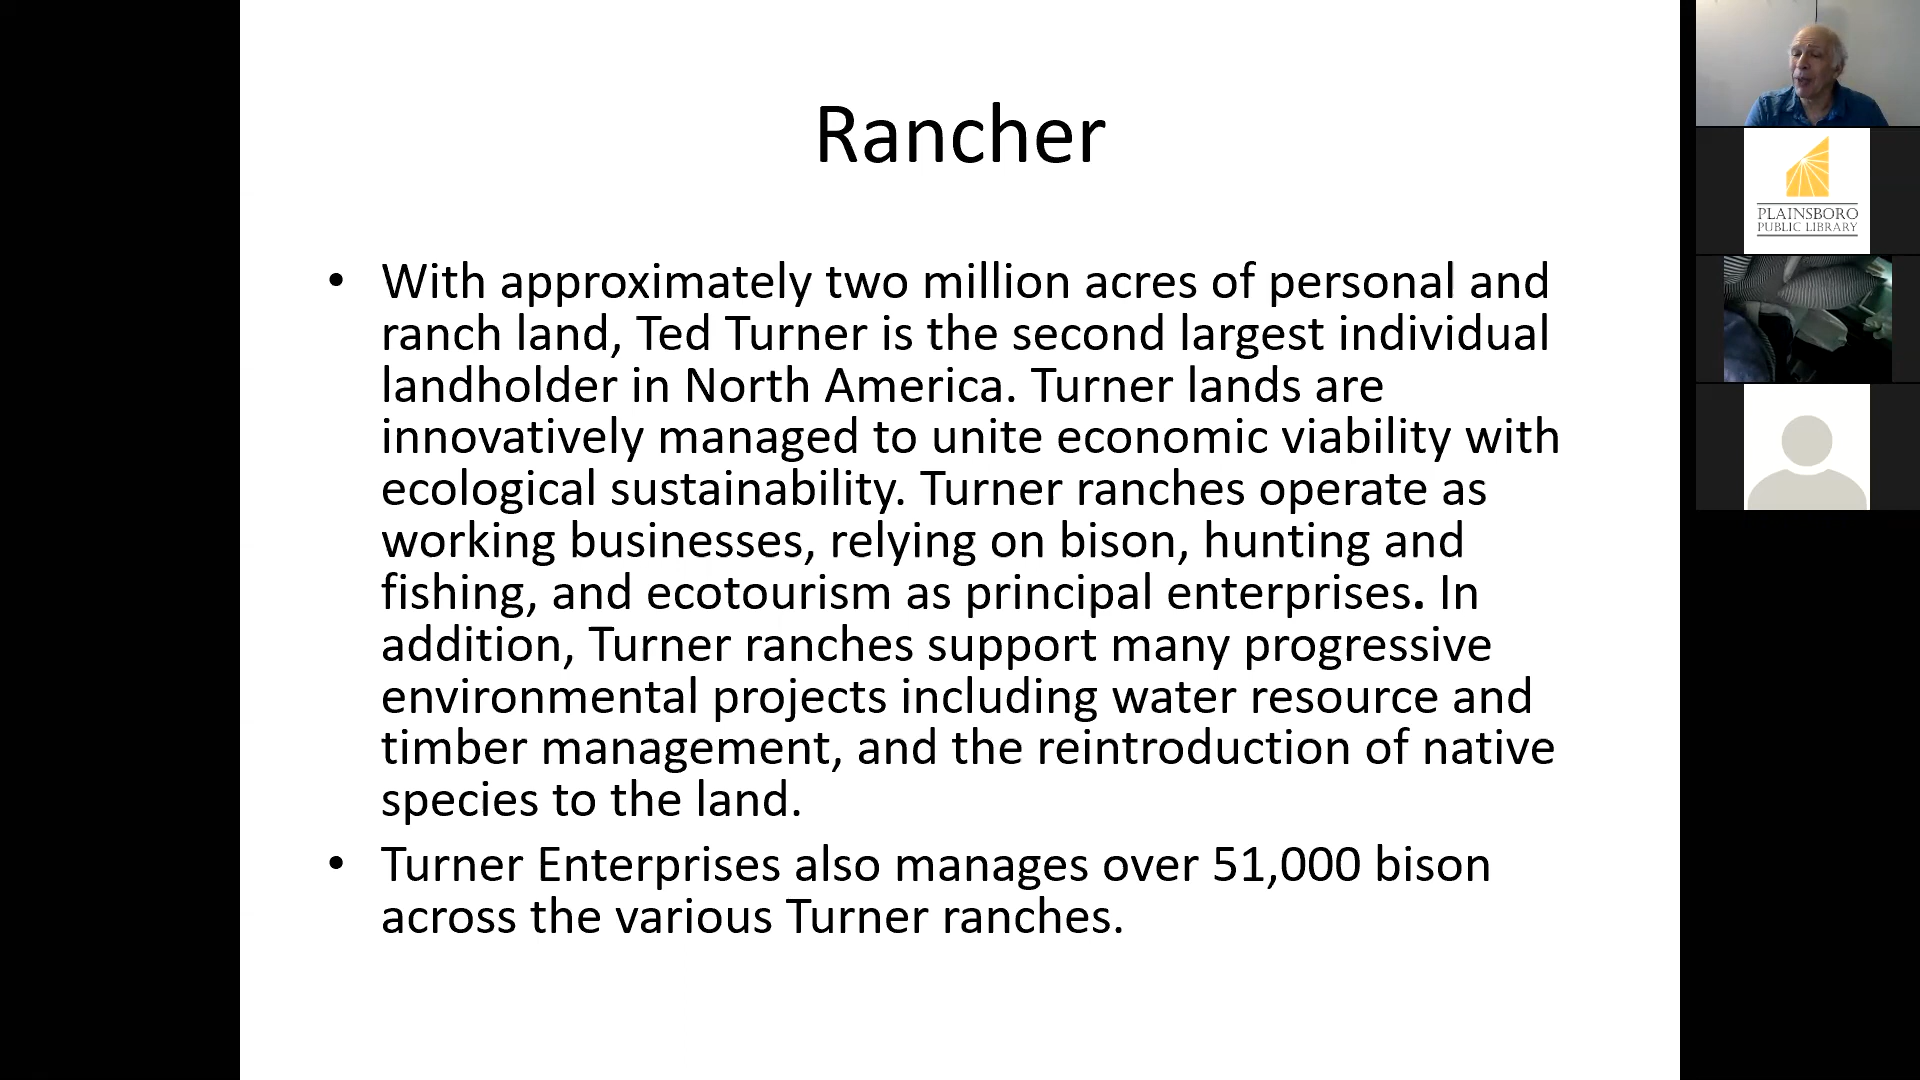 Rancher
• With approximately two million acres of personal and
ranch land, Ted Turner is the second largest individual
landholder in North America. Turner lands are
innovatively managed to unite economic viability with
ecological sustainability. Turner ranches operate as
working businesses, relying on bison, hunting and
fishing, and ecotourism as principal enterprises. In
addition, Turner ranches support many progressive
environmental projects including water resource and
timber management, and the reintroduction of native
species to the land.
• Turner Enterprises also manages over 51,000 bison
across the various Turner ranches.
PLAINSBORO
PUBLIC LIBRARY